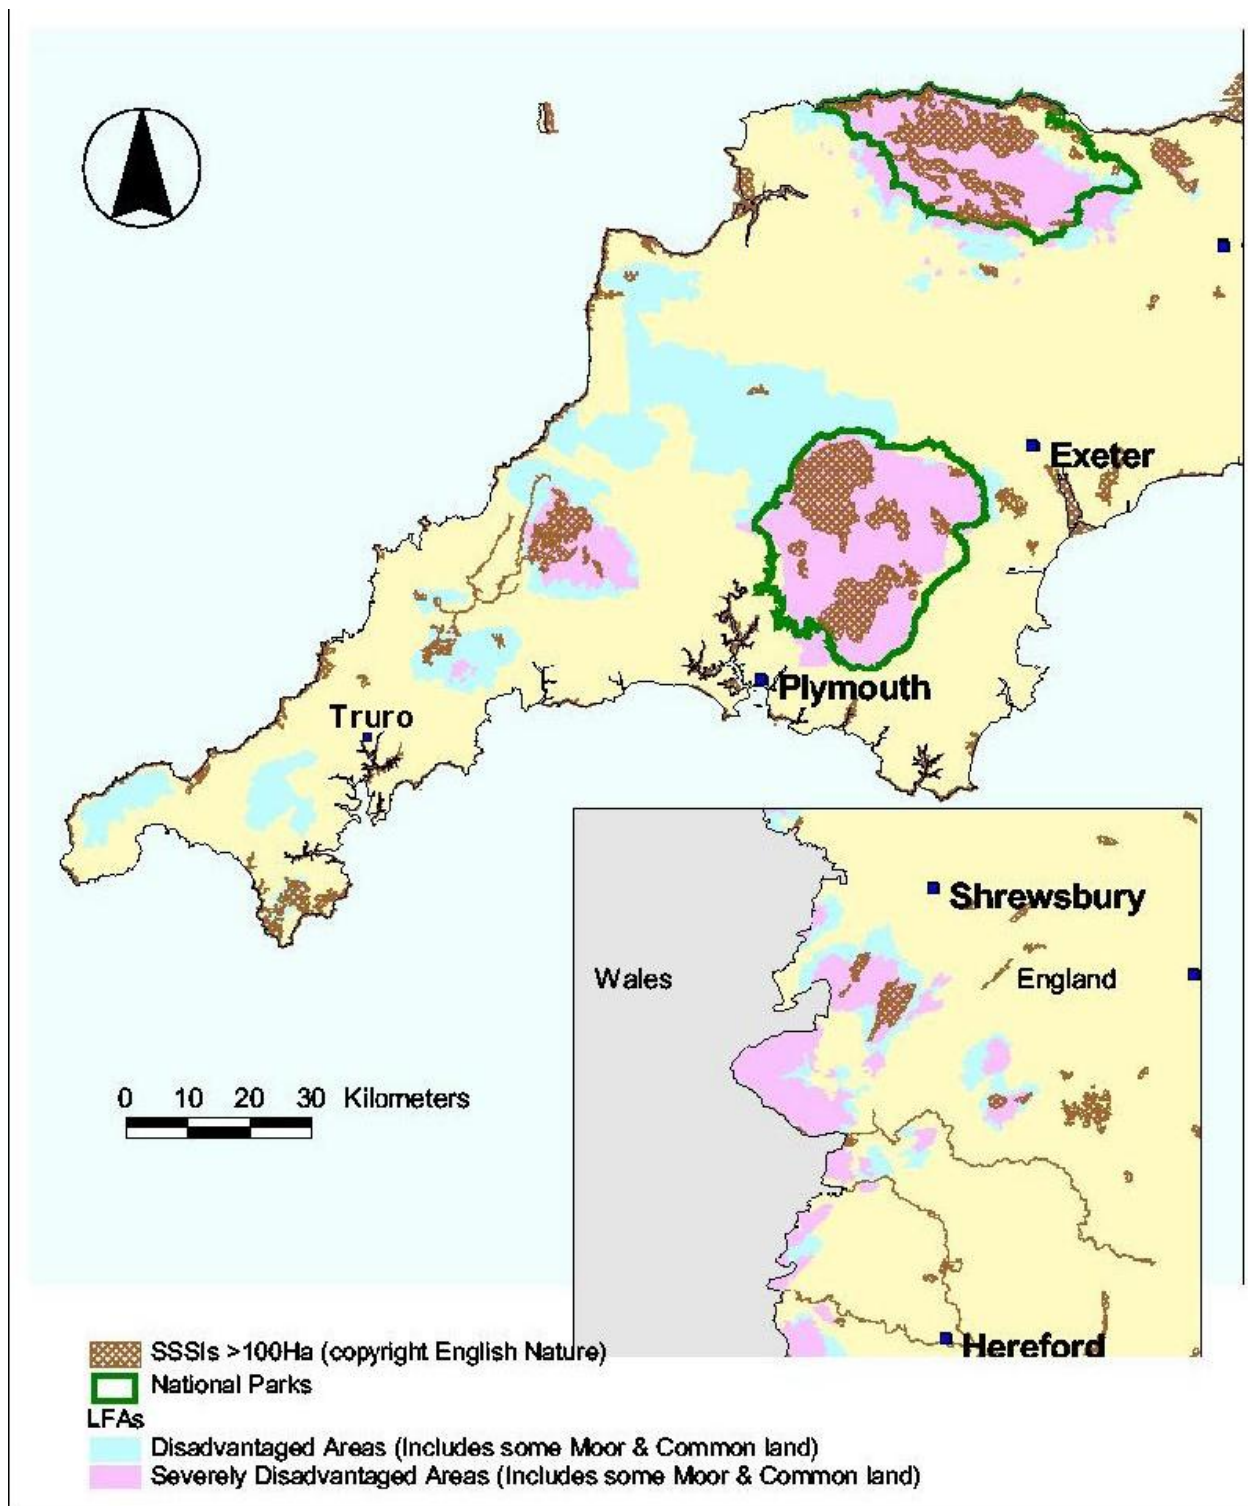 Exeter
Plymouth
Truro
Shrewsbury
Wales
England
0 10 20 30 Kilometers
Hereford
SSSIs >100Ha (copyright English Nature)
National Parks
LFAs
Disadvantaged Areas (Includes some Moor & Common land)
Severely Disadvantaged Areas (Includes some Moor & Common land)